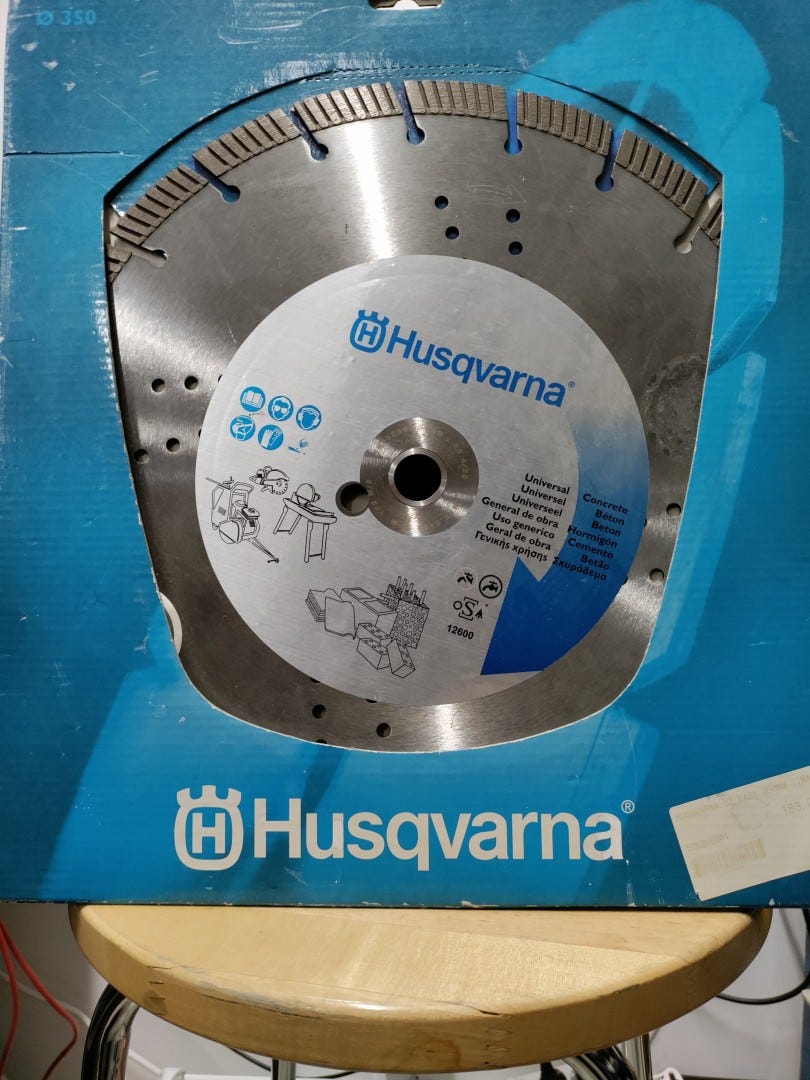 Ø 350
Husqvarna®
Universal
Universel
Universeel
General de obra
Uso generico
Geral de obra
Γενικής χρήσης
Concrete
Béton
Beton
Hormigón
Cemento
Betão
Σκυρόδεμα
12600
Husqvarna®